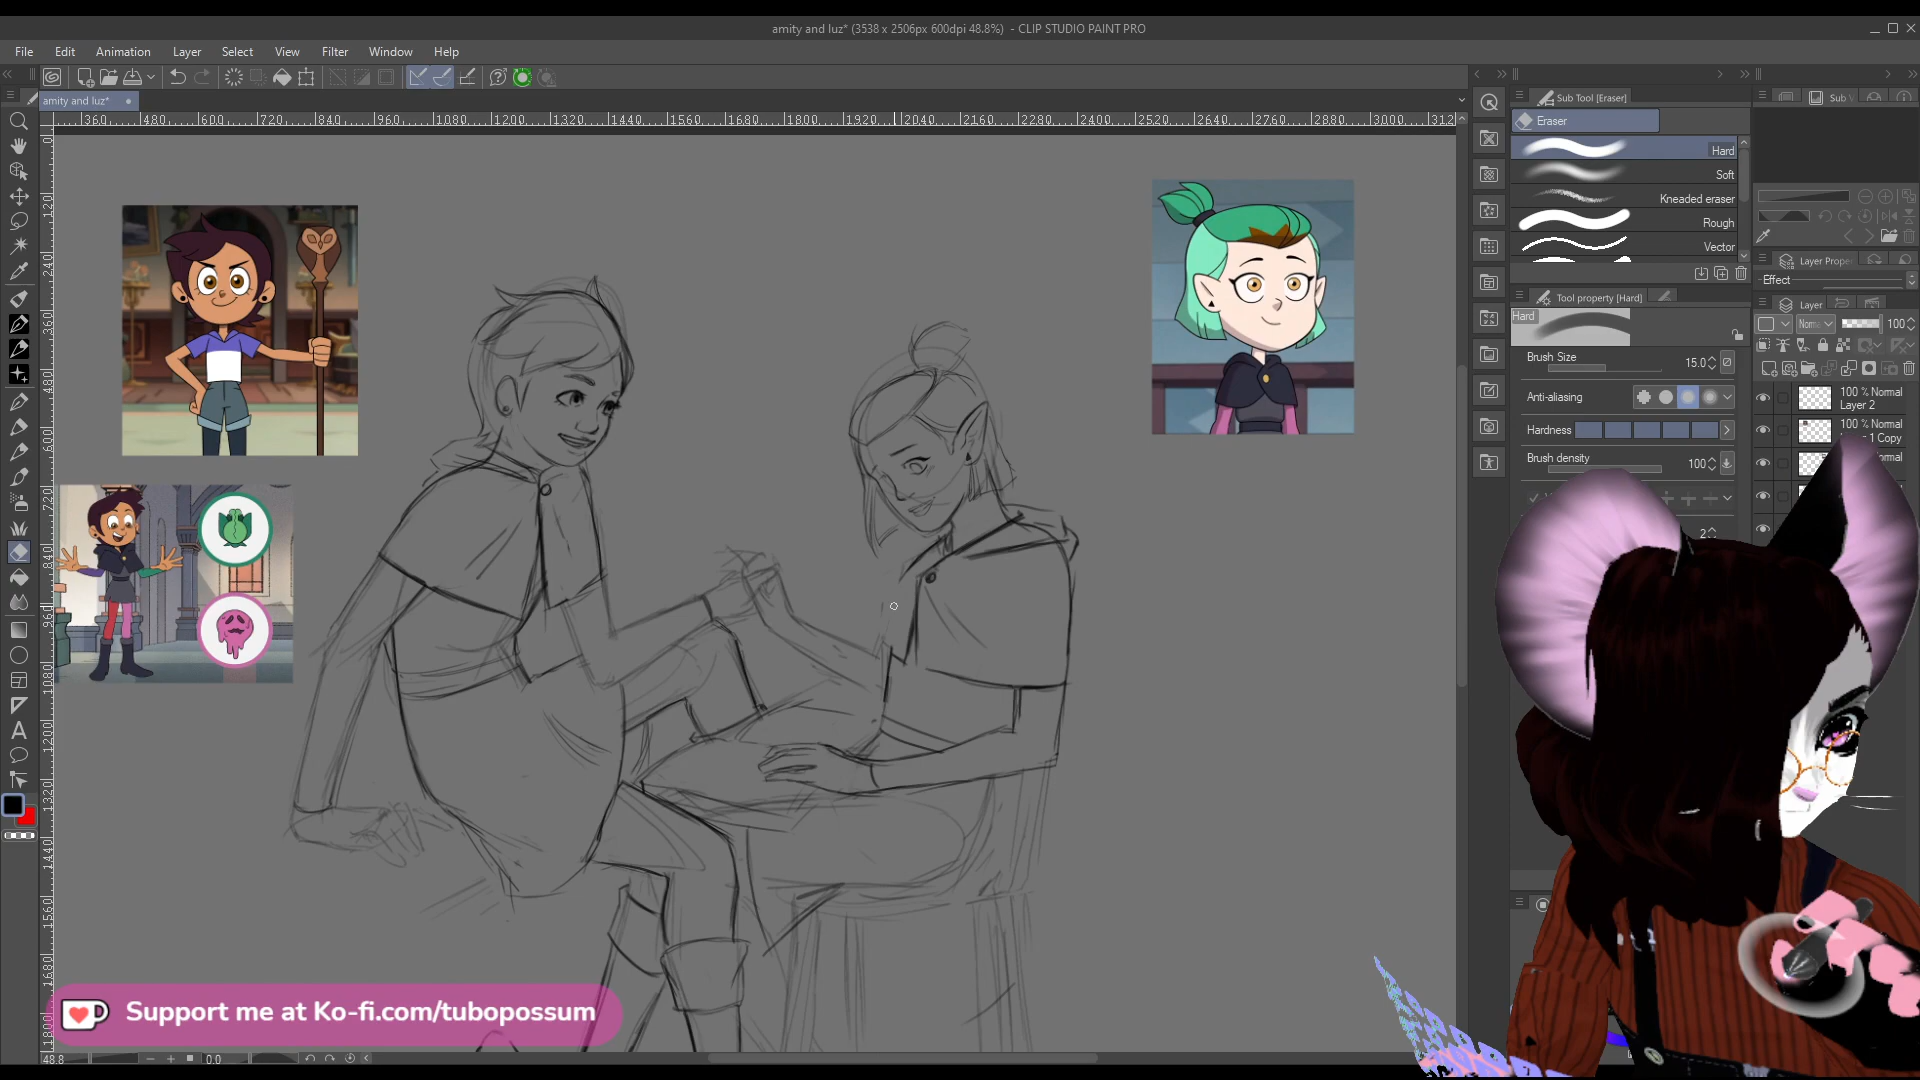 amity and luz* (3538 x 2506px 600dpi 48.8%) - CLIP STUDIO PAINT PRO
File Edit Animation Layer Select View Filter Window Help
amity and luz*
Sub Tool [Eraser]
Eraser
Hard
Soft
Kneaded eraser
Rough
Vector
Tool property [Hard]
Hard
Brush Size 15.0
Anti-aliasing
Hardness
Brush density 100
2
Sub
Layer Prope
Effect
Layer
Norm 100
100 % Normal
Layer 2
100 % Normal
1 Copy
Support me at Ko-fi.com/tubopossum
48.8 0.0